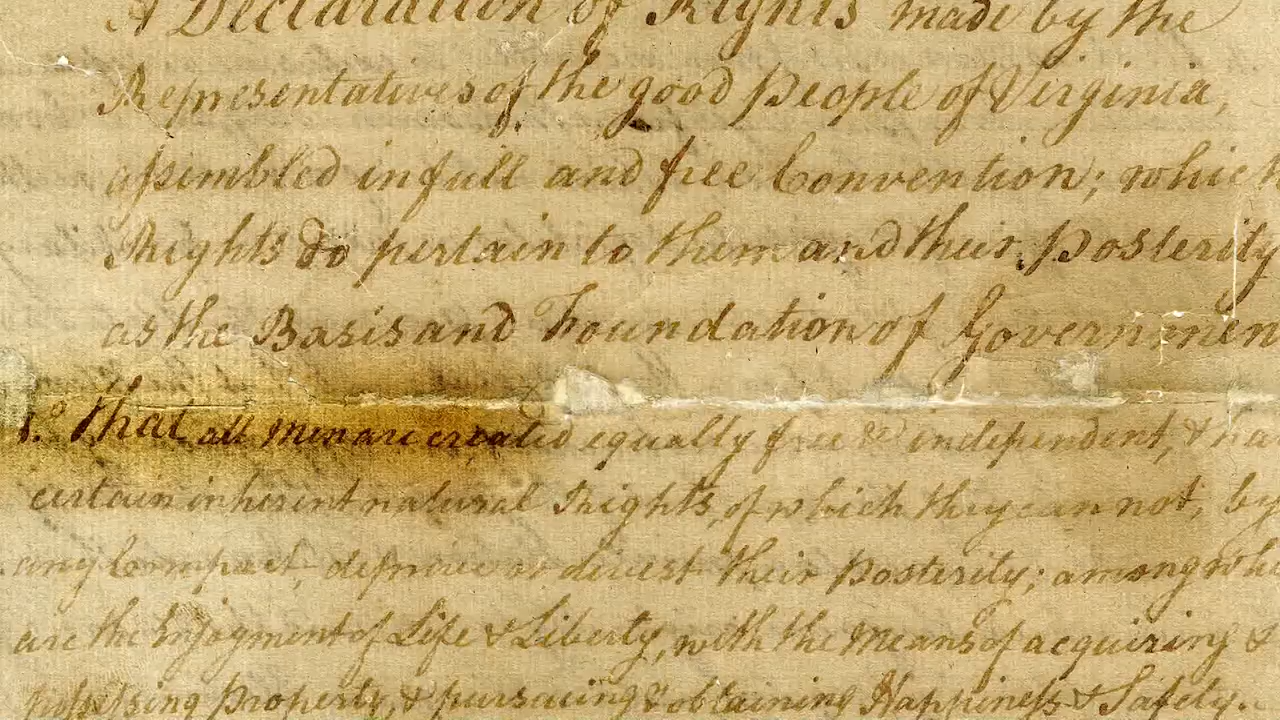 A Declaration of Rights made by the
Representatives of the good People of Virginia,
assembled in full and free Convention; which
Rights do pertain to them and their Posterity
as the Basis and Foundation of Governmen
1.º That all Men are created equally free & independent, & ha
certain inherent natural Rights, of which they can not, by
any Compact, deprive or divest their Posterity; among whi
are the Enjoyment of Life & Liberty, with the Means of acquiring &
possessing Property, & pursueing & obtaining Happiness & Safety.